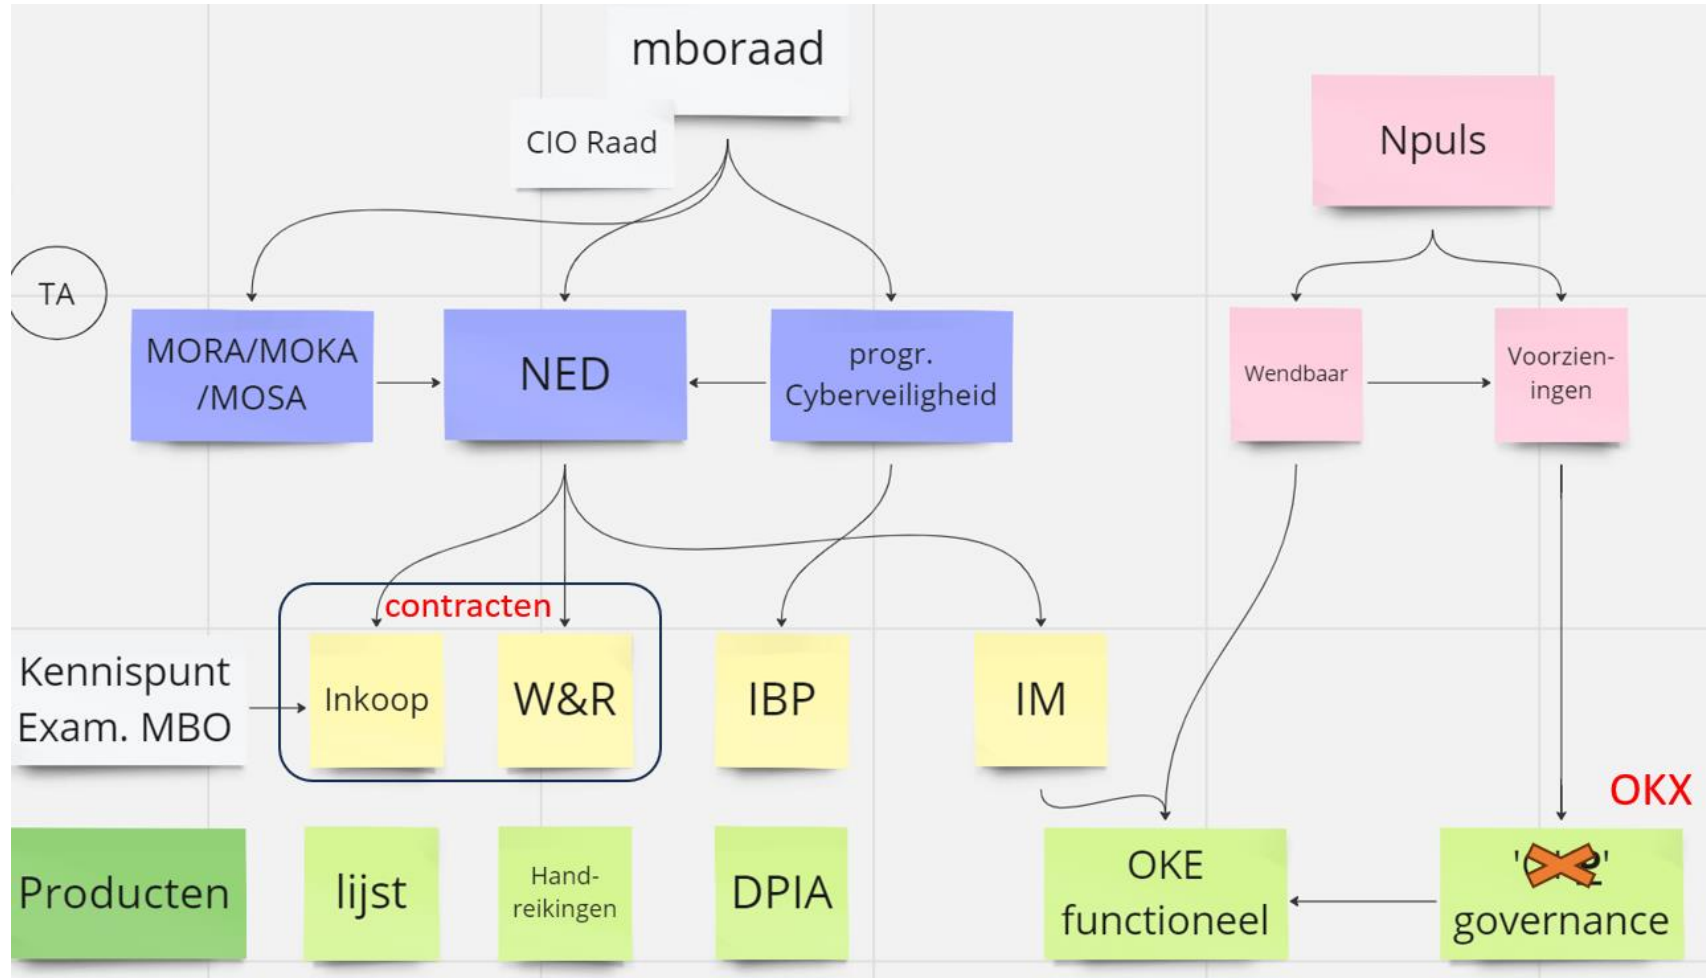 mboraad
CIO Raad
Npuls
TA
MORA/MOKA
/MOSA
NED
progr.
Cyberveiligheid
Wendbaar
Voorzien-
ingen
contracten
Kennispunt
Exam. MBO
Inkoop
W&R
IBP
IM
OKX
Producten
lijst
Hand-
reikingen
DPIA
OKE
functioneel
governance